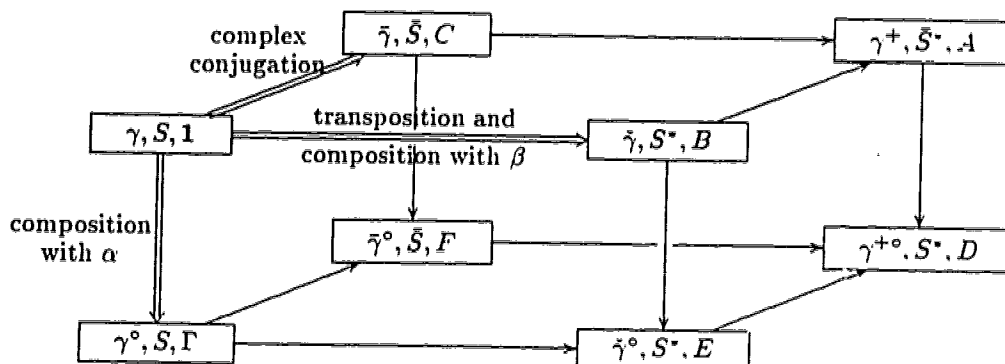 complex
conjugation
γ̄, S̄, C
γ⁺, S̄*, A
γ, S, 1
transposition and
composition with β
γ̌, S*, B
composition
with α
γ̄°, S̄, F
γ⁺°, S*, D
γ°, S, Γ
γ̌°, S*, E